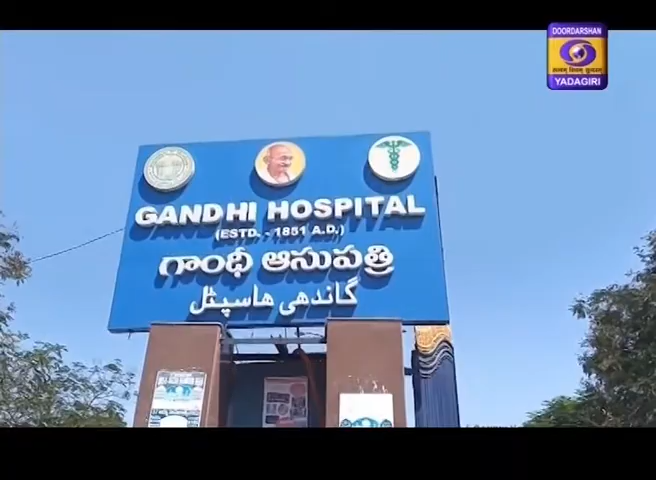 DOORDARSHAN
YADAGIRI
GANDHI HOSPITAL
(ESTD. - 1851 A.D.)
గాంధీ ఆసుపత్రి
گاندھی ہاسپٹل